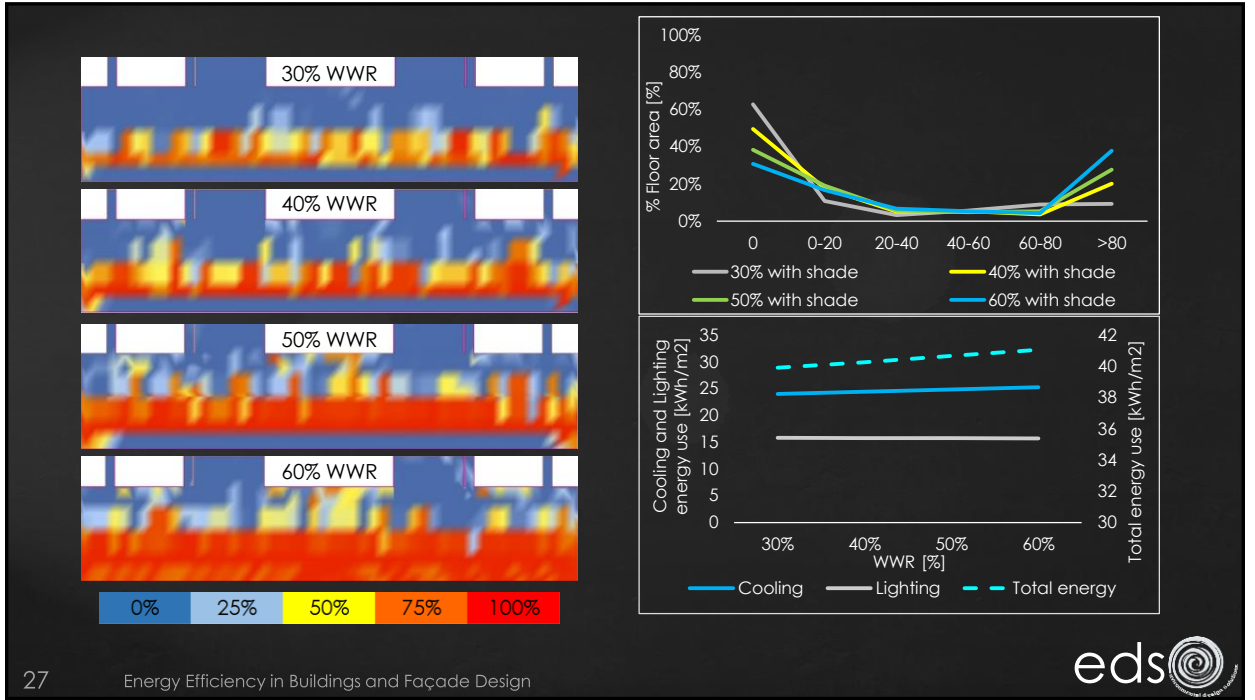 30% WWR
40% WWR
50% WWR
60% WWR
0% 25% 50% 75% 100%
100%
80%
60%
40%
20%
0%
% Floor area [%]
0 0-20 20-40 40-60 60-80 >80
30% with shade 40% with shade
50% with shade 60% with shade
Cooling and Lighting
energy use [kWh/m2]
35
30
25
20
15
10
5
0
42
40
38
36
34
32
30
Total energy use [kWh/m2]
30% 40% 50% 60%
WWR [%]
Cooling Lighting Total energy
27 Energy Efficiency in Buildings and Façade Design
eds
environmental design solutions